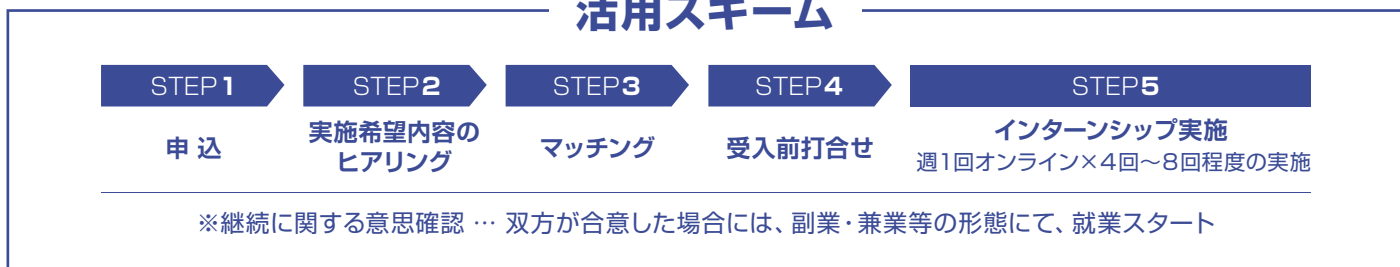 活用スキーム
STEP1
申 込
STEP2
実施希望内容の
ヒアリング
STEP3
マッチング
STEP4
受入前打合せ
STEP5
インターンシップ実施
週1回オンライン×4回～8回程度の実施
※継続に関する意思確認 … 双方が合意した場合には、副業・兼業等の形態にて、就業スタート